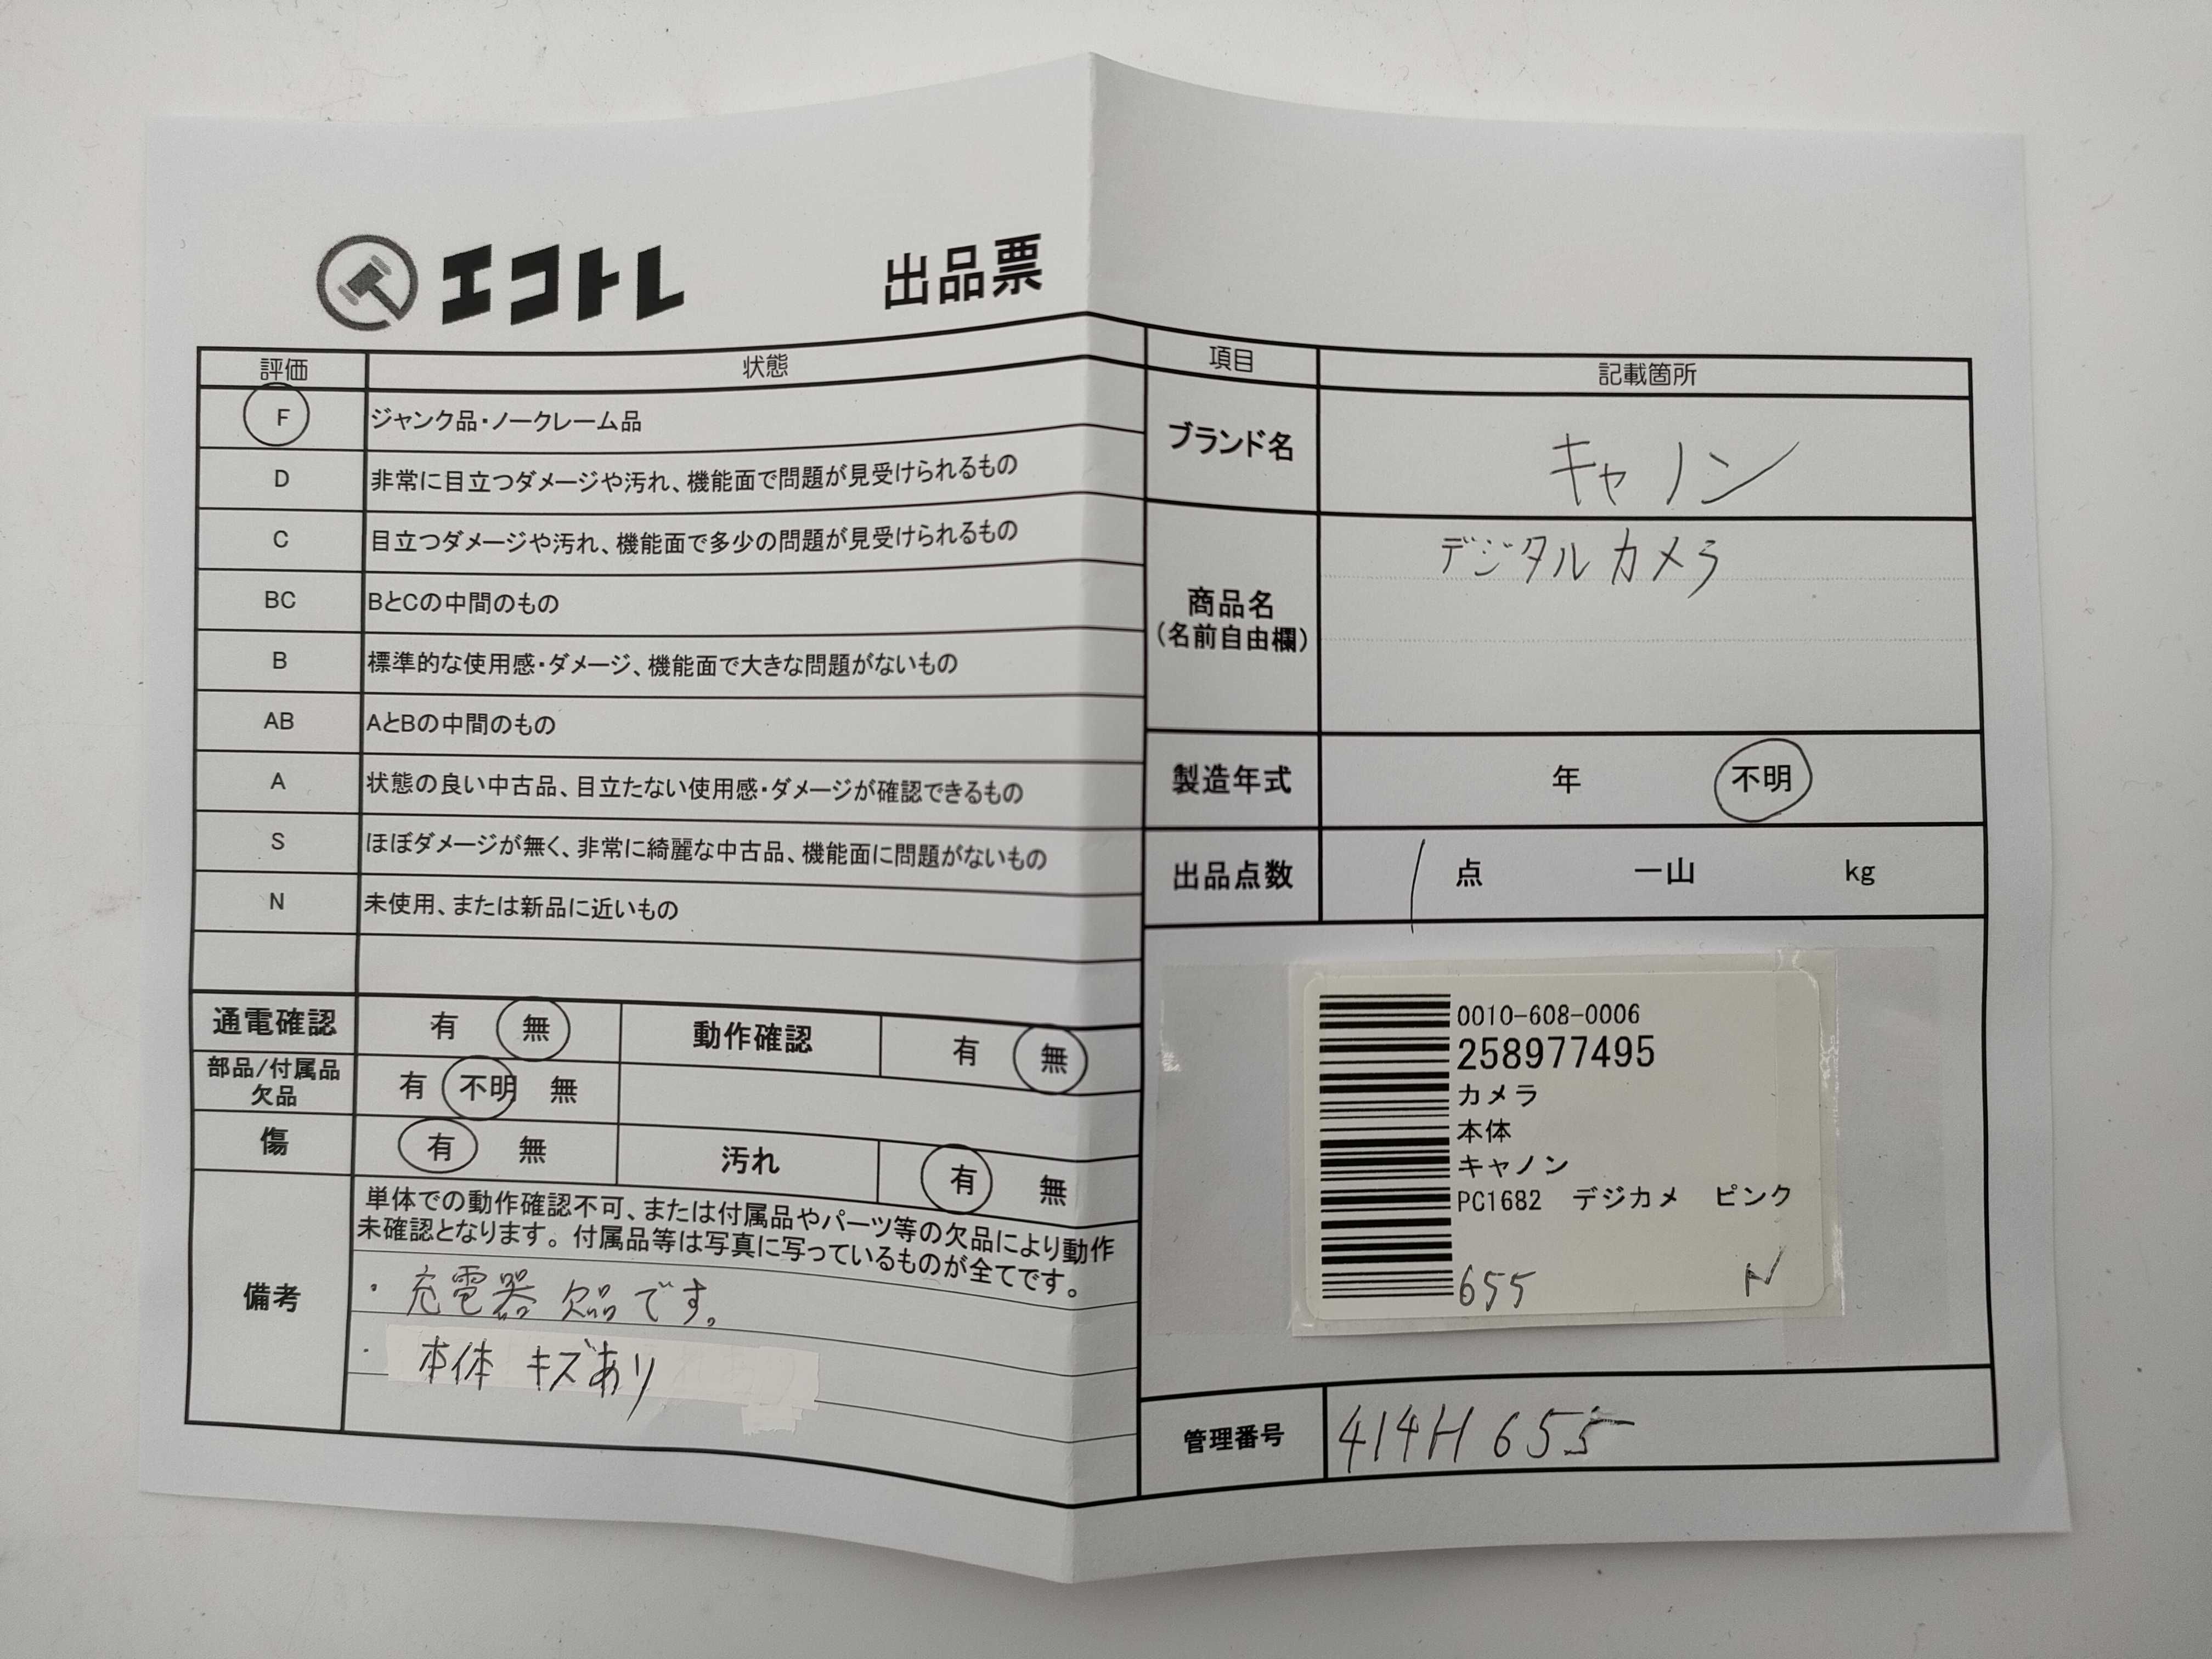 エコトレ 出品票
評価 状態
F ジャンク品・ノークレーム品
D 非常に目立つダメージや汚れ、機能面で問題が見受けられるもの
C 目立つダメージや汚れ、機能面で多少の問題が見受けられるもの
BC BとCの中間のもの
B 標準的な使用感・ダメージ、機能面で大きな問題がないもの
AB AとBの中間のもの
A 状態の良い中古品、目立たない使用感・ダメージが確認できるもの
S ほぼダメージが無く、非常に綺麗な中古品、機能面に問題がないもの
N 未使用、または新品に近いもの
通電確認 有 無 動作確認 有 無
部品/付属品
欠品
有 不明 無
傷 有 無 汚れ 有 無
備考
単体での動作確認不可、または付属品やパーツ等の欠品により動作
未確認となります。付属品等は写真に写っているものが全てです。
・充電器 欠品です。
・本体 キズあり
項目 記載箇所
ブランド名 キャノン
商品名
(名前自由欄)
デジタルカメラ
製造年式 年 不明
出品点数 1 点 一山 kg
0010-608-0006
258977495
カメラ
本体
キャノン
PC1682 デジカメ ピンク
655 N
管理番号 414H 655